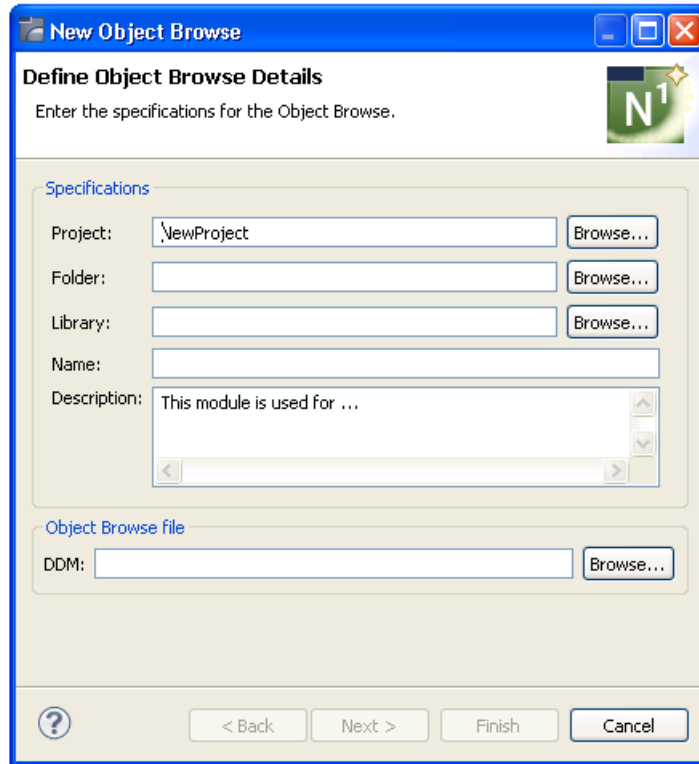 New Object Browse
Define Object Browse Details
Enter the specifications for the Object Browse.
N1
Specifications
Project: NewProject Browse...
Folder: Browse...
Library: Browse...
Name:
Description: This module is used for ...
Object Browse file
DDM: Browse...
? < Back Next > Finish Cancel